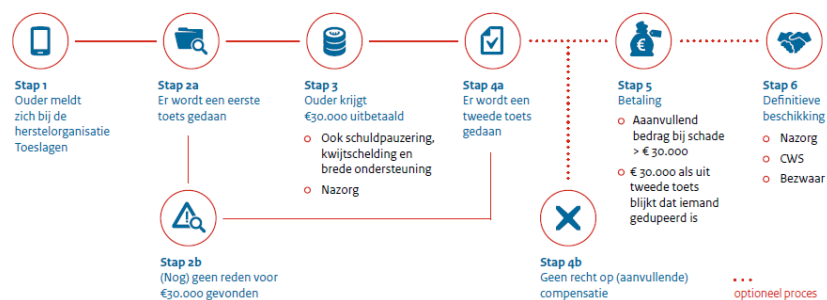 Stap 1
Ouder meldt
zich bij de
herstelorganisatie
Toeslagen
Stap 2a
Er wordt een eerste
toets gedaan
Stap 3
Ouder krijgt
€30.000 uitbetaald
Ook schuldpauzering,
kwijtschelding en
brede ondersteuning
Nazorg
Stap 4a
Er wordt een
tweede toets
gedaan
€
Stap 5
Betaling
Aaanvullend
bedrag bij schade
> € 30.000
€ 30.000 als uit
tweede toets
blijkt dat iemand
gedupeerd is
Stap 6
Definitieve
beschikking
Nazorg
CWS
Bezwaar
Stap 2b
(Nog) geen reden voor
€30.000 gevonden
Stap 4b
Geen recht op (aanvullende)
compensatie
optioneel proces